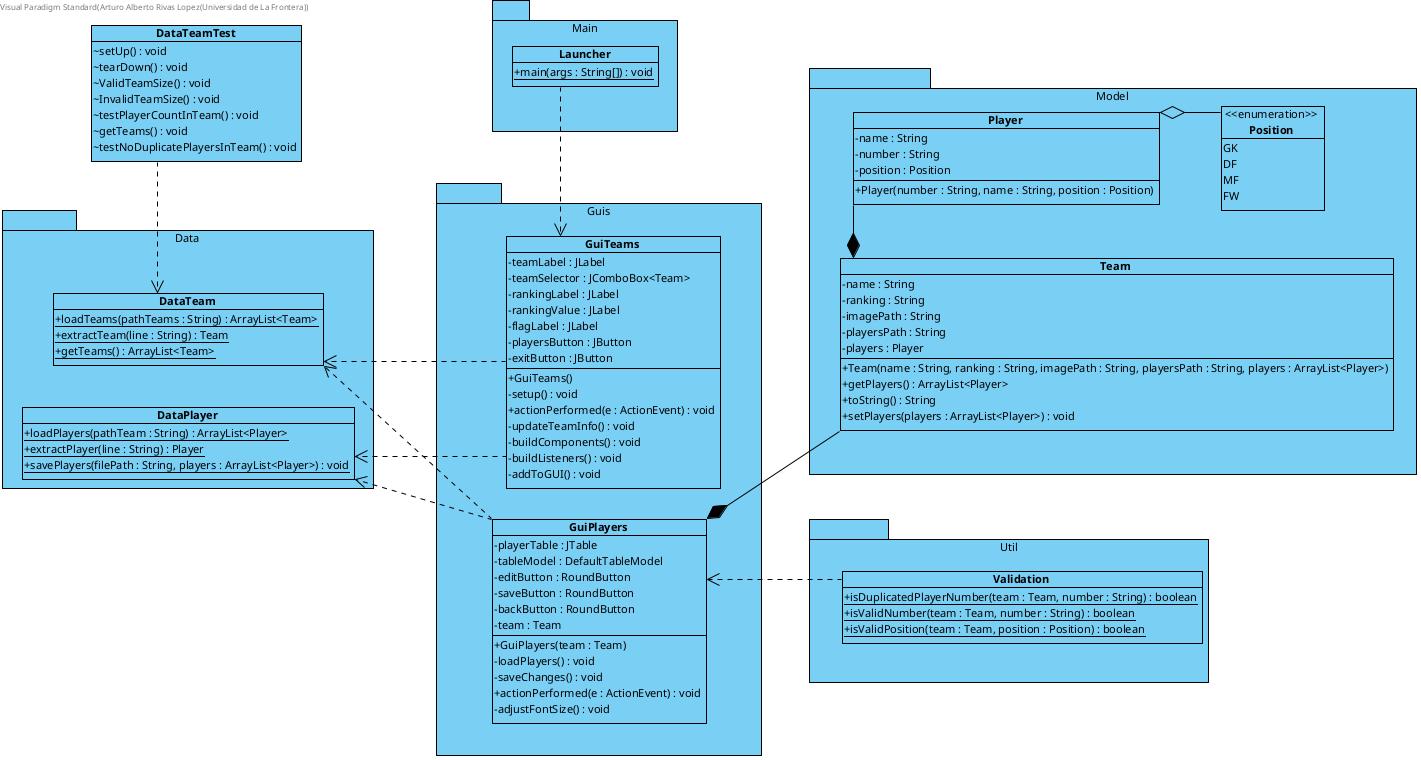 Visual Paradigm Standard(Arturo Alberto Rivas Lopez(Universidad de La Frontera))
DataTeamTest
~setUp() : void
~tearDown() : void
~ValidTeamSize() : void
~InvalidTeamSize() : void
~testPlayerCountInTeam() : void
~getTeams() : void
~testNoDuplicatePlayersInTeam() : void
Main
Launcher
+main(args : String[]) : void
Data
DataTeam
+loadTeams(pathTeams : String) : ArrayList<Team>
+extractTeam(line : String) : Team
+getTeams() : ArrayList<Team>
DataPlayer
+loadPlayers(pathTeam : String) : ArrayList<Player>
+extractPlayer(line : String) : Player
+savePlayers(filePath : String, players : ArrayList<Player>) : void
Guis
GuiTeams
-teamLabel : JLabel
-teamSelector : JComboBox<Team>
-rankingLabel : JLabel
-rankingValue : JLabel
-flagLabel : JLabel
-playersButton : JButton
-exitButton : JButton
+GuiTeams()
-setup() : void
+actionPerformed(e : ActionEvent) : void
-updateTeamInfo() : void
-buildComponents() : void
-buildListeners() : void
-addToGUI() : void
GuiPlayers
-playerTable : JTable
-tableModel : DefaultTableModel
-editButton : RoundButton
-saveButton : RoundButton
-backButton : RoundButton
-team : Team
+GuiPlayers(team : Team)
-loadPlayers() : void
-saveChanges() : void
+actionPerformed(e : ActionEvent) : void
-adjustFontSize() : void
Model
Player
-name : String
-number : String
-position : Position
+Player(number : String, name : String, position : Position)
<<enumeration>>
Position
GK
DF
MF
FW
Team
-name : String
-ranking : String
-imagePath : String
-playersPath : String
-players : Player
+Team(name : String, ranking : String, imagePath : String, playersPath : String, players : ArrayList<Player>)
+getPlayers() : ArrayList<Player>
+toString() : String
+setPlayers(players : ArrayList<Player>) : void
Util
Validation
+isDuplicatedPlayerNumber(team : Team, number : String) : boolean
+isValidNumber(team : Team, number : String) : boolean
+isValidPosition(team : Team, position : Position) : boolean